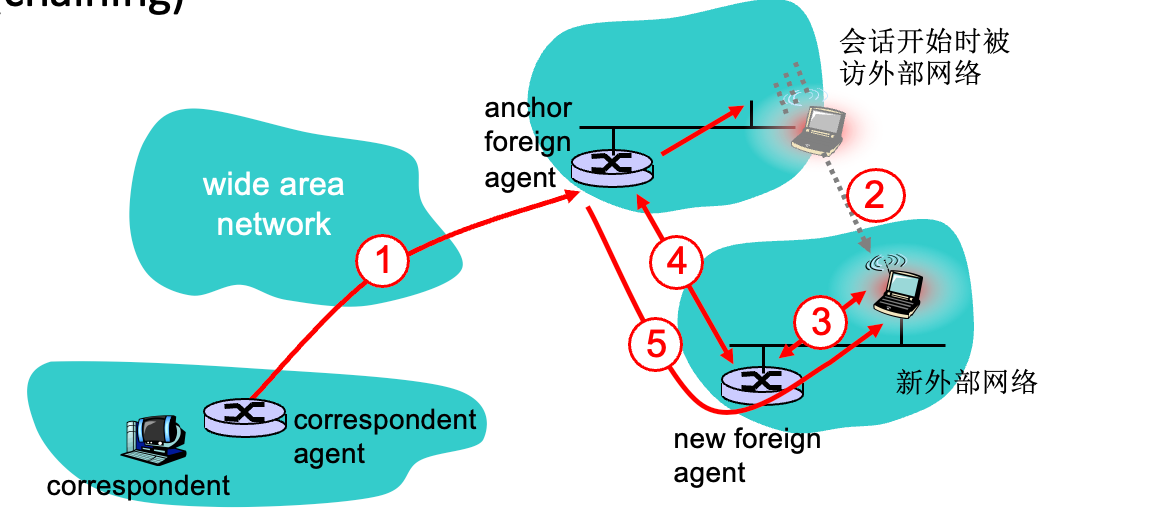 chaining)
会话开始时被
访外部网络
anchor
foreign
agent
wide area
network
1
2
4
3
5
新外部网络
correspondent
agent
correspondent
new foreign
agent